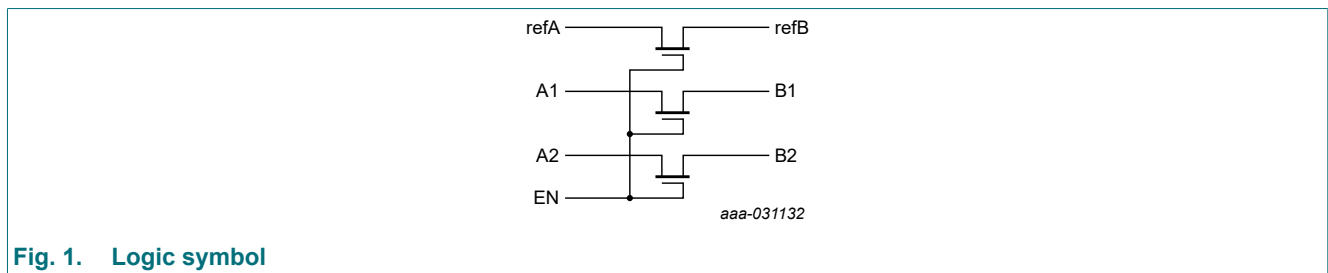 refA refB
A1 B1
A2 B2
EN
aaa-031132
Fig. 1. Logic symbol